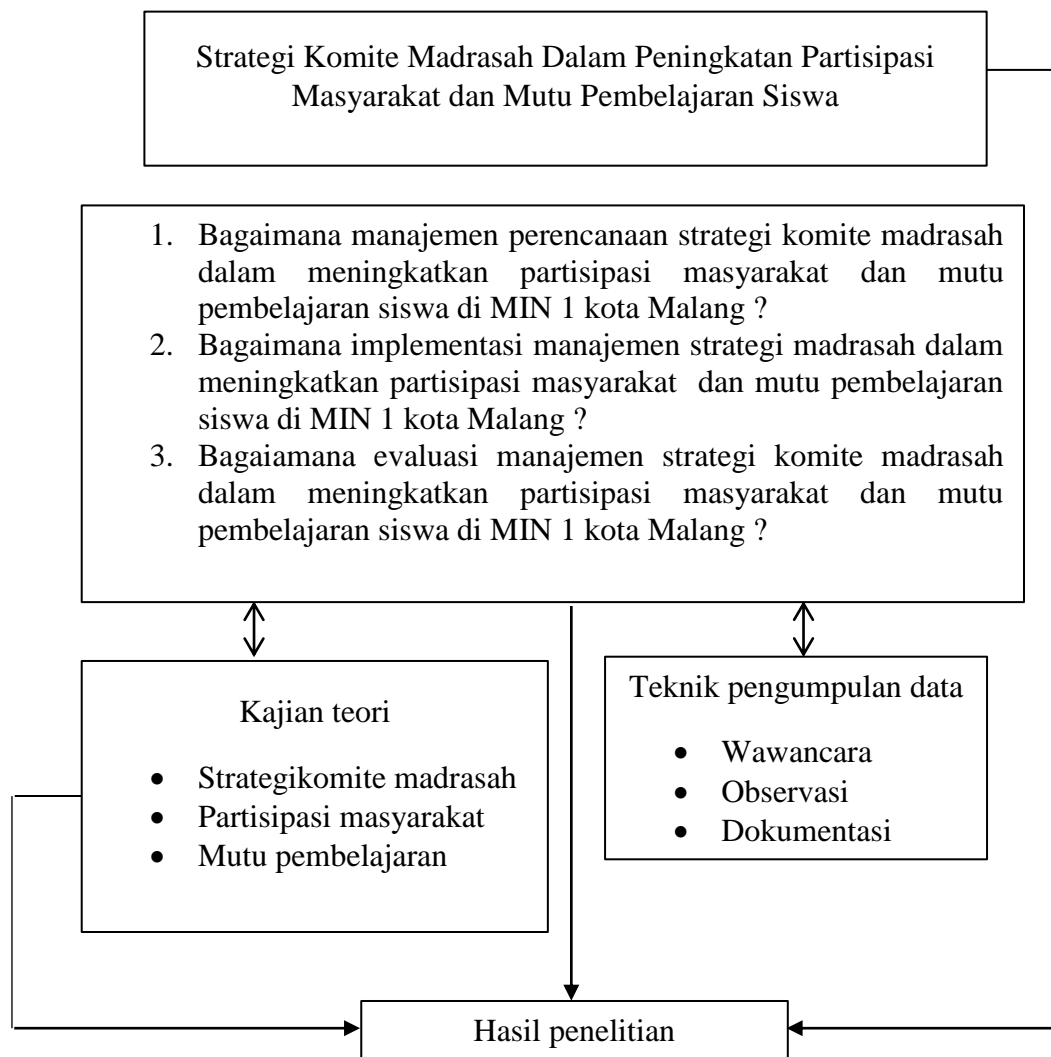 Strategi Komite Madrasah Dalam Peningkatan Partisipasi
Masyarakat dan Mutu Pembelajaran Siswa
1. Bagaimana manajemen perencanaan strategi komite madrasah
dalam meningkatkan partisipasi masyarakat dan mutu
pembelajaran siswa di MIN 1 kota Malang ?
2. Bagaimana implementasi manajemen strategi madrasah dalam
meningkatkan partisipasi masyarakat dan mutu pembelajaran
siswa di MIN 1 kota Malang ?
3. Bagaiamana evaluasi manajemen strategi komite madrasah
dalam meningkatkan partisipasi masyarakat dan mutu
pembelajaran siswa di MIN 1 kota Malang ?
Kajian teori
• Strategikomite madrasah
• Partisipasi masyarakat
• Mutu pembelajaran
Teknik pengumpulan data
• Wawancara
• Observasi
• Dokumentasi
Hasil penelitian